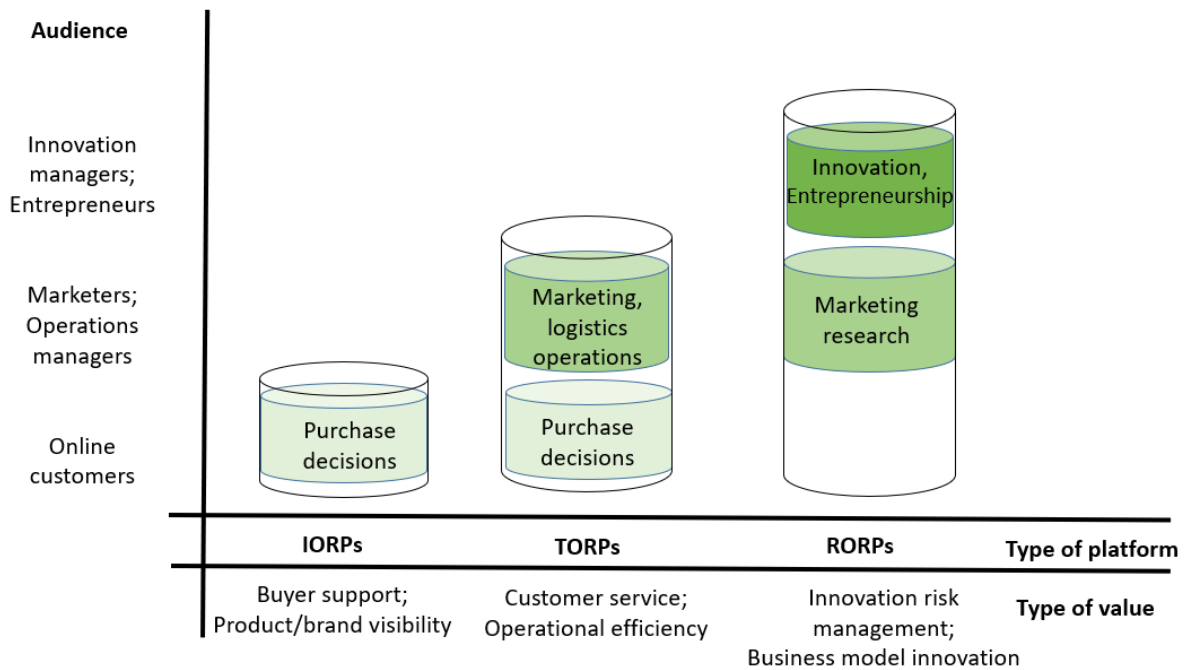 Audience
Innovation
managers;
Entrepreneurs
Marketers;
Operations
managers
Online
customers
Purchase
decisions
Marketing,
logistics
operations
Purchase
decisions
Innovation,
Entrepreneurship
Marketing
research
IORPs
TORPs
RORPs
Type of platform
Buyer support;
Product/brand visibility
Customer service;
Operational efficiency
Innovation risk
management;
Business model innovation
Type of value